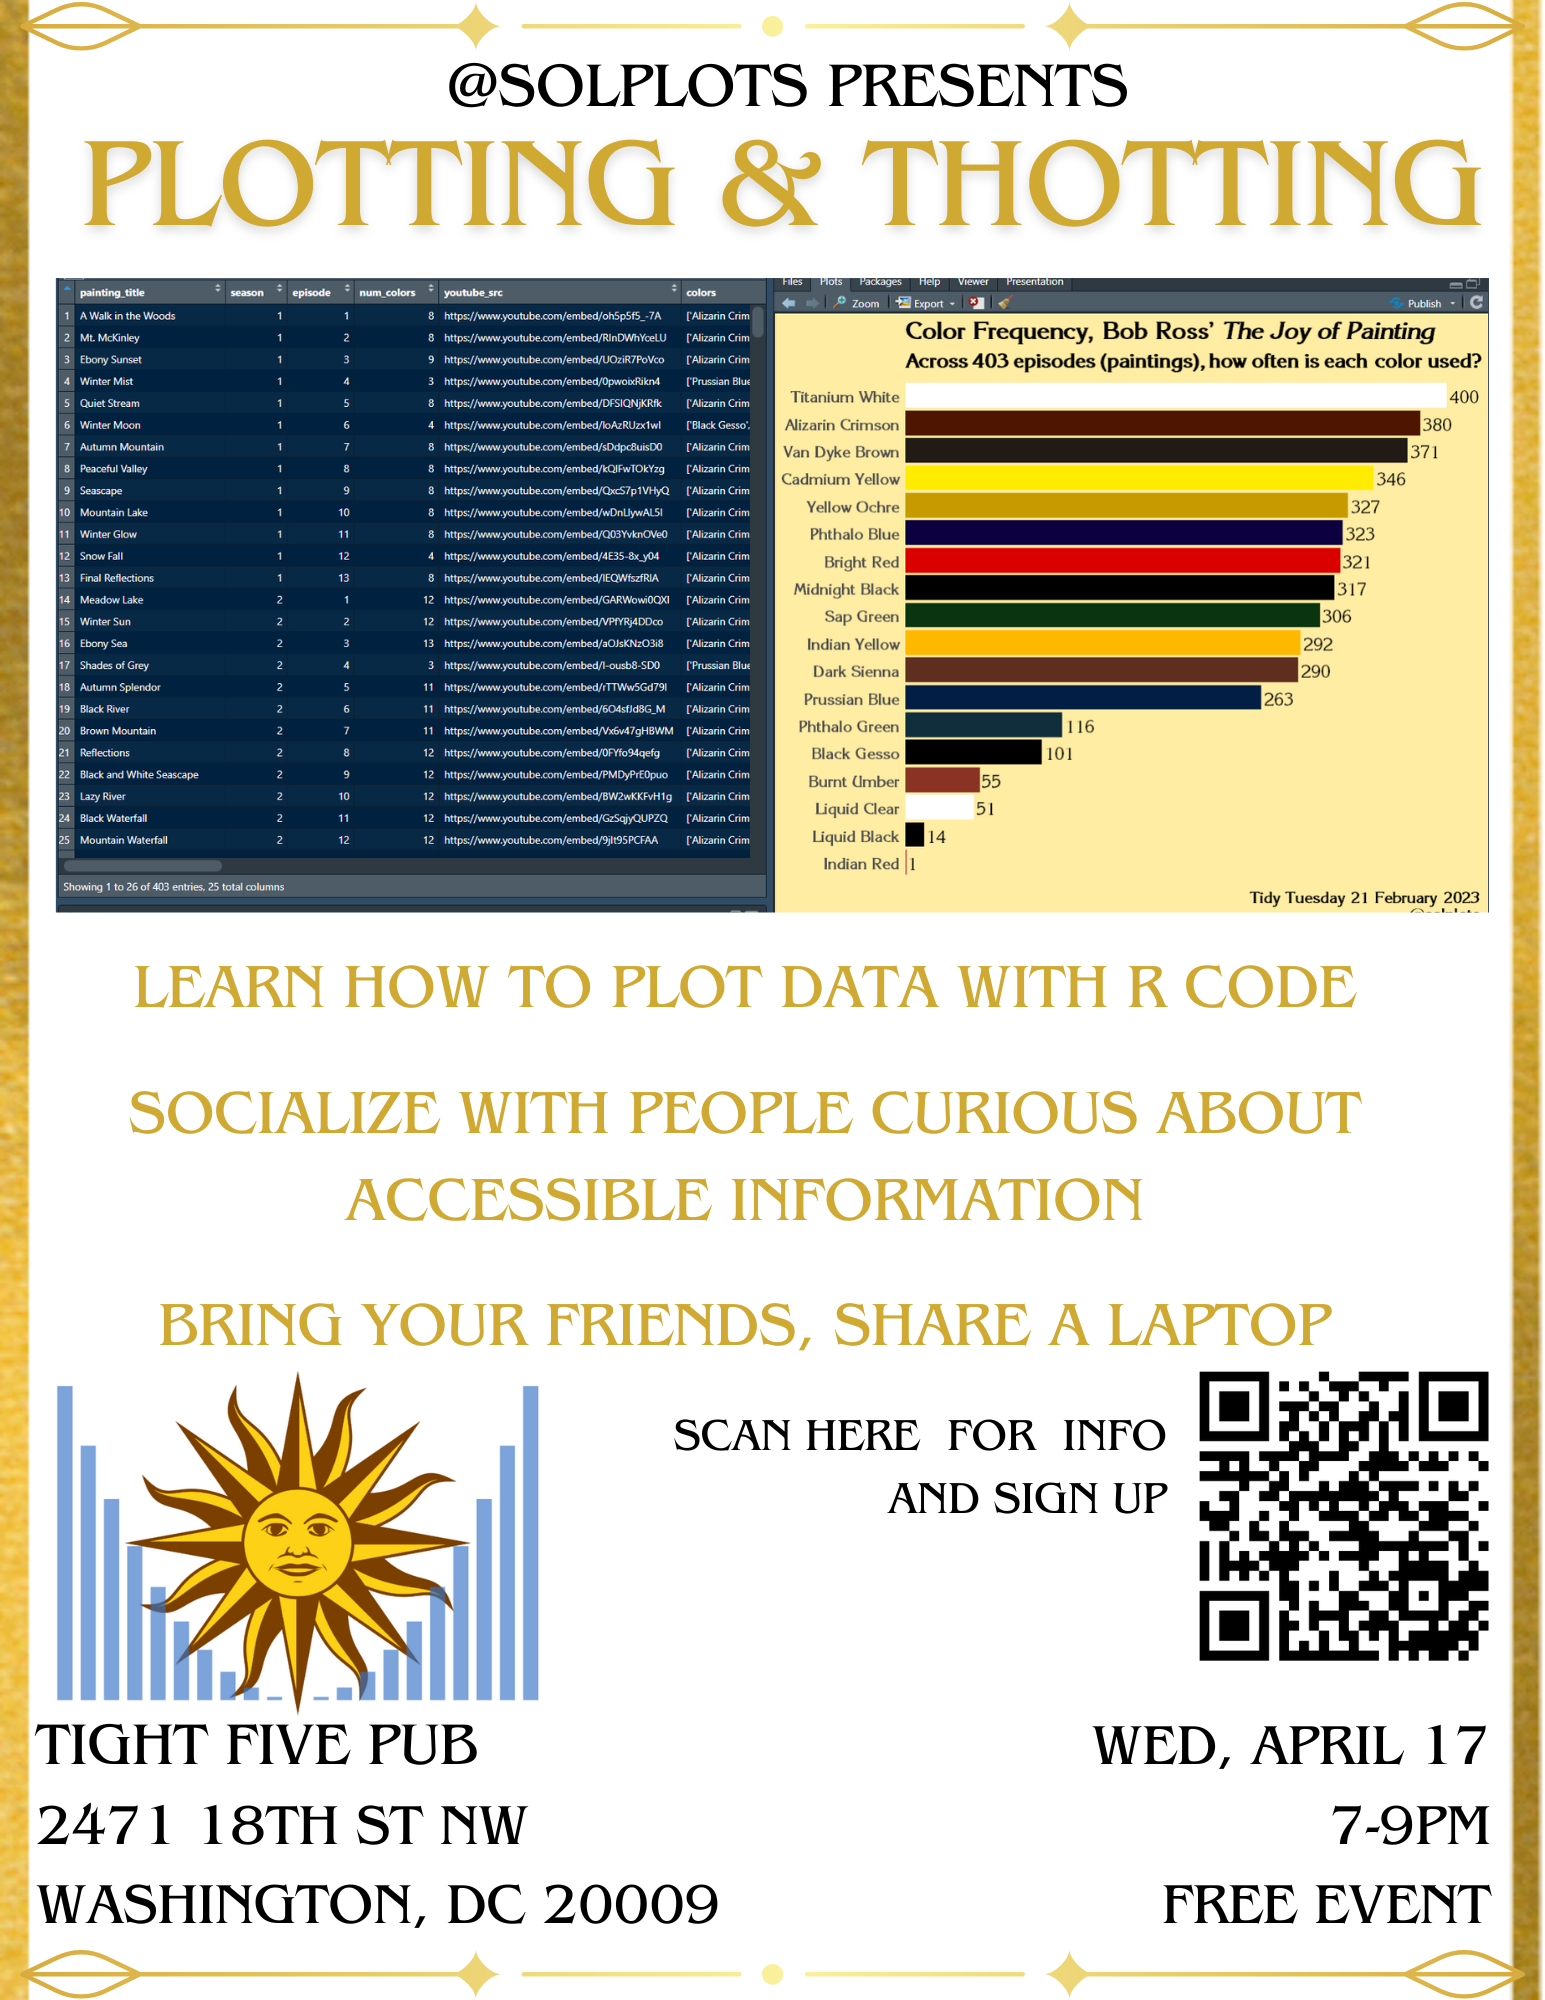 @SOLPLOTS PRESENTS
PLOTTING & THOTTING
painting_title season episode num_colors youtube_src colors
1 A Walk in the Woods 1 1 8 https://www.youtube.com/embed/oh5p5f5_-7A ['Alizarin Crim
2 Mt. McKinley 1 2 8 https://www.youtube.com/embed/RInDWhYceLU ['Alizarin Crim
3 Ebony Sunset 1 3 9 https://www.youtube.com/embed/UOziR7PoVco ['Alizarin Crim
4 Winter Mist 1 4 3 https://www.youtube.com/embed/0pwoixRikn4 ['Prussian Blue
5 Quiet Stream 1 5 8 https://www.youtube.com/embed/DFSIQNjKRfk ['Alizarin Crim
6 Winter Moon 1 6 4 https://www.youtube.com/embed/loAzRUzx1wI ['Black Gesso',
7 Autumn Mountain 1 7 8 https://www.youtube.com/embed/sDdpc8uisD0 ['Alizarin Crim
8 Peaceful Valley 1 8 8 https://www.youtube.com/embed/kQlFwTOkYzg ['Alizarin Crim
9 Seascape 1 9 8 https://www.youtube.com/embed/QxcS7p1VHyQ ['Alizarin Crim
10 Mountain Lake 1 10 8 https://www.youtube.com/embed/wDnLlywAL5I ['Alizarin Crim
11 Winter Glow 1 11 8 https://www.youtube.com/embed/Q03YvknOVe0 ['Alizarin Crim
12 Snow Fall 1 12 4 https://www.youtube.com/embed/4E35-8x_y04 ['Alizarin Crim
13 Final Reflections 1 13 8 https://www.youtube.com/embed/IEQWfszfRlA ['Alizarin Crim
14 Meadow Lake 2 1 12 https://www.youtube.com/embed/GARWowi0QXI ['Alizarin Crim
15 Winter Sun 2 2 12 https://www.youtube.com/embed/VPfYRj4DDco ['Alizarin Crim
16 Ebony Sea 2 3 13 https://www.youtube.com/embed/aOJsKNzO3i8 ['Alizarin Crim
17 Shades of Grey 2 4 3 https://www.youtube.com/embed/l-ousb8-SD0 ['Prussian Blue
18 Autumn Splendor 2 5 11 https://www.youtube.com/embed/rTTWw5Gd79I ['Alizarin Crim
19 Black River 2 6 11 https://www.youtube.com/embed/6O4sfJd8G_M ['Alizarin Crim
20 Brown Mountain 2 7 11 https://www.youtube.com/embed/Vx6v47gHBWM ['Alizarin Crim
21 Reflections 2 8 12 https://www.youtube.com/embed/0FYfo94qefg ['Alizarin Crim
22 Black and White Seascape 2 9 12 https://www.youtube.com/embed/PMDyPrE0puo ['Alizarin Crim
23 Lazy River 2 10 12 https://www.youtube.com/embed/BW2wKKFvH1g ['Alizarin Crim
24 Black Waterfall 2 11 12 https://www.youtube.com/embed/GzSqjyQUPZQ ['Alizarin Crim
25 Mountain Waterfall 2 12 12 https://www.youtube.com/embed/9jlt95PCFAA ['Alizarin Crim
Showing 1 to 26 of 403 entries, 25 total columns
Files Plots Packages Help Viewer Presentation
Zoom Export Publish
Color Frequency, Bob Ross' The Joy of Painting
Across 403 episodes (paintings), how often is each color used?
Titanium White 400
Alizarin Crimson 380
Van Dyke Brown 371
Cadmium Yellow 346
Yellow Ochre 327
Phthalo Blue 323
Bright Red 321
Midnight Black 317
Sap Green 306
Indian Yellow 292
Dark Sienna 290
Prussian Blue 263
Phthalo Green 116
Black Gesso 101
Burnt Umber 55
Liquid Clear 51
Liquid Black 14
Indian Red 1
Tidy Tuesday 21 February 2023
LEARN HOW TO PLOT DATA WITH R CODE
SOCIALIZE WITH PEOPLE CURIOUS ABOUT
ACCESSIBLE INFORMATION
BRING YOUR FRIENDS, SHARE A LAPTOP
SCAN HERE FOR INFO
AND SIGN UP
TIGHT FIVE PUB
2471 18TH ST NW
WASHINGTON, DC 20009
WED, APRIL 17
7-9PM
FREE EVENT